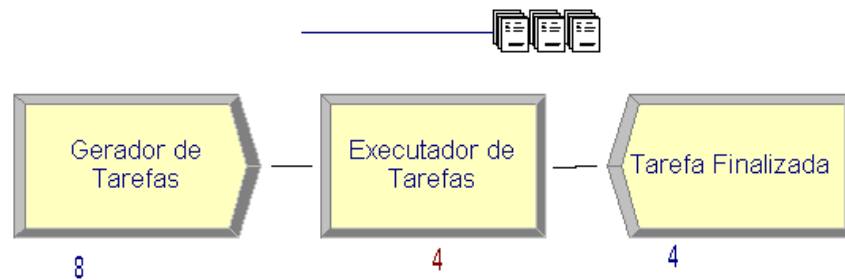 Gerador de
Tarefas
Executador de
Tarefas
Tarefa Finalizada
8
4
4